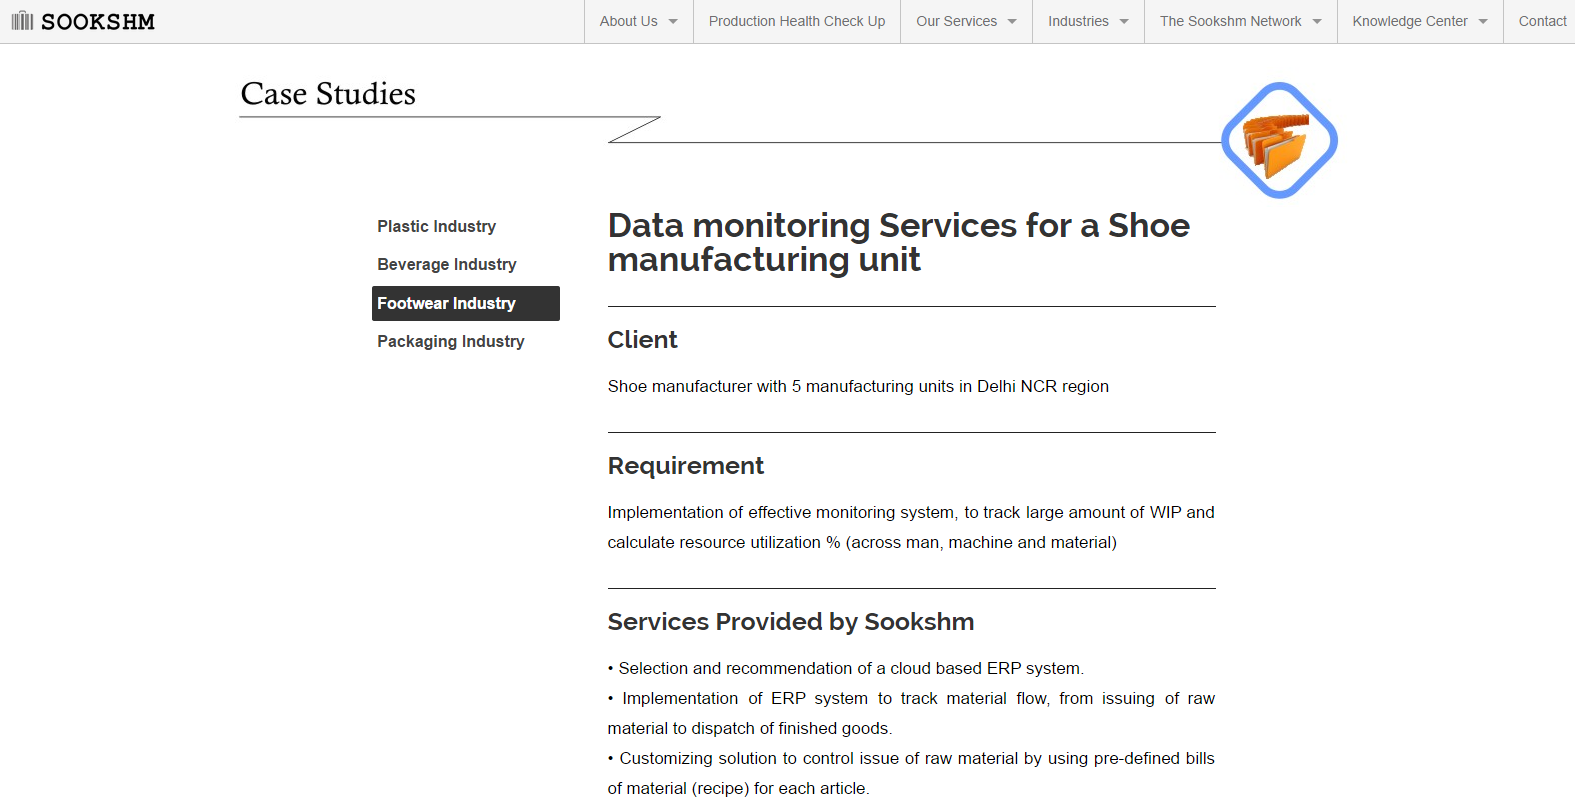 SOOKSHM
About Us
Production Health Check Up
Our Services
Industries
The Sookshm Network
Knowledge Center
Contact
Case Studies
Plastic Industry
Beverage Industry
Footwear Industry
Packaging Industry
Data monitoring Services for a Shoe
manufacturing unit
Client
Shoe manufacturer with 5 manufacturing units in Delhi NCR region
Requirement
Implementation of effective monitoring system, to track large amount of WIP and
calculate resource utilization % (across man, machine and material)
Services Provided by Sookshm
• Selection and recommendation of a cloud based ERP system.
• Implementation of ERP system to track material flow, from issuing of raw
material to dispatch of finished goods.
• Customizing solution to control issue of raw material by using pre-defined bills
of material (recipe) for each article.